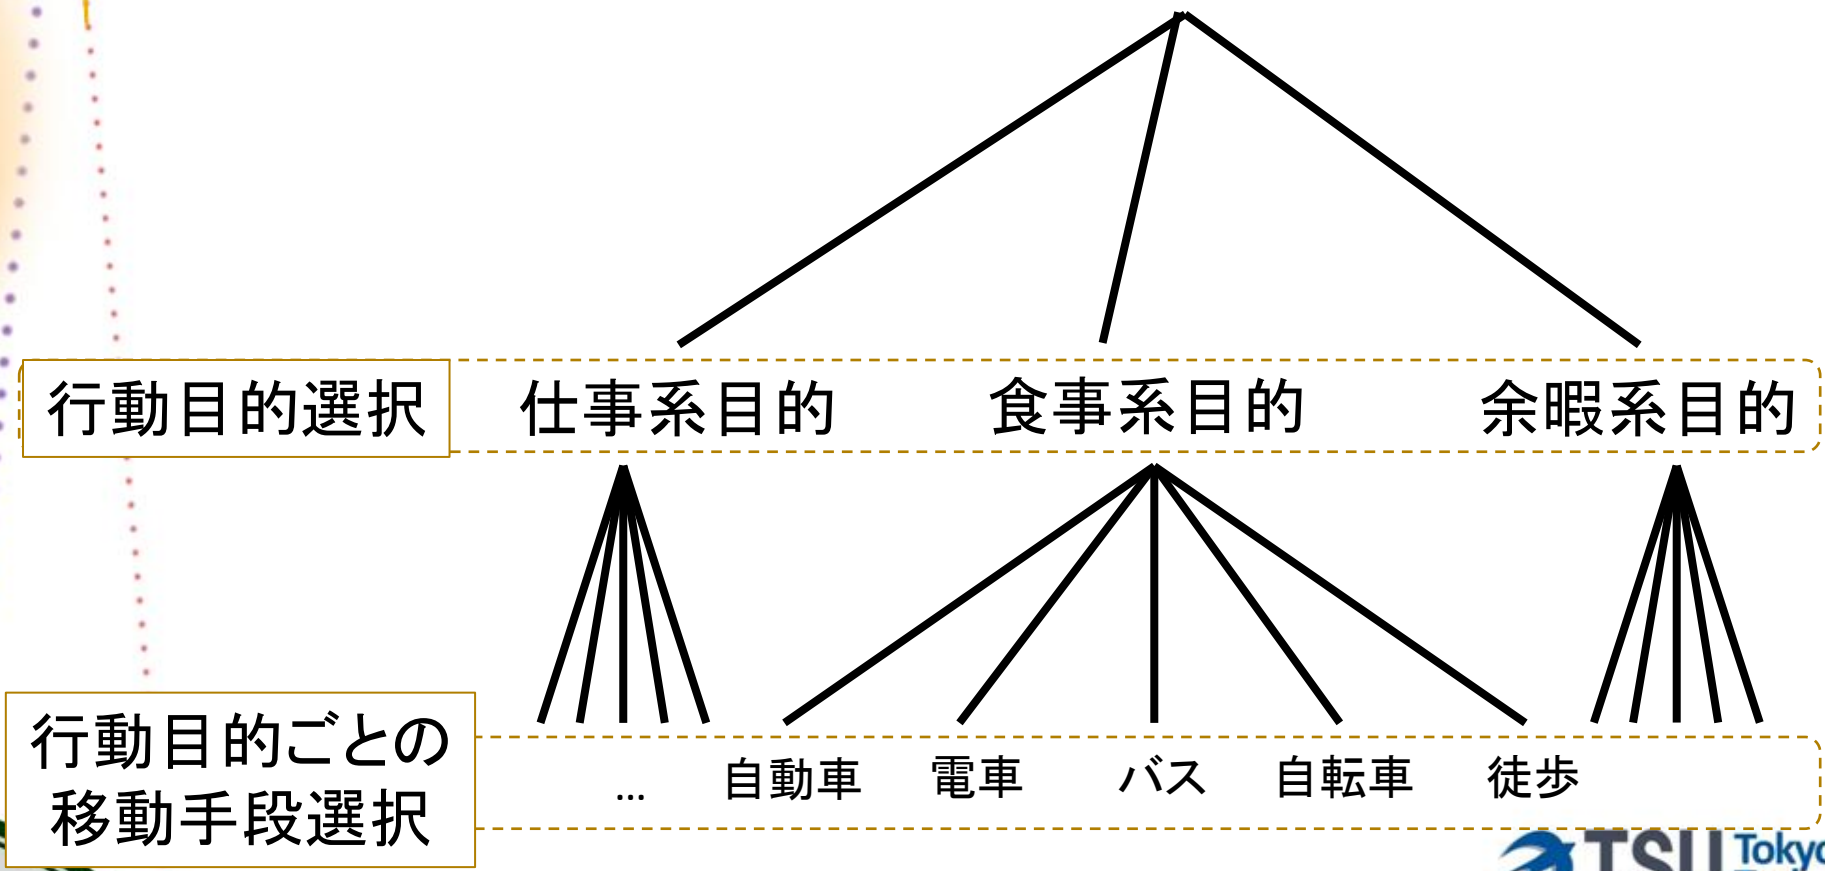 行動目的選択 仕事系目的 食事系目的 余暇系目的
行動目的ごとの
移動手段選択
... 自動車 電車 バス 自転車 徒歩
TSU Tokyo